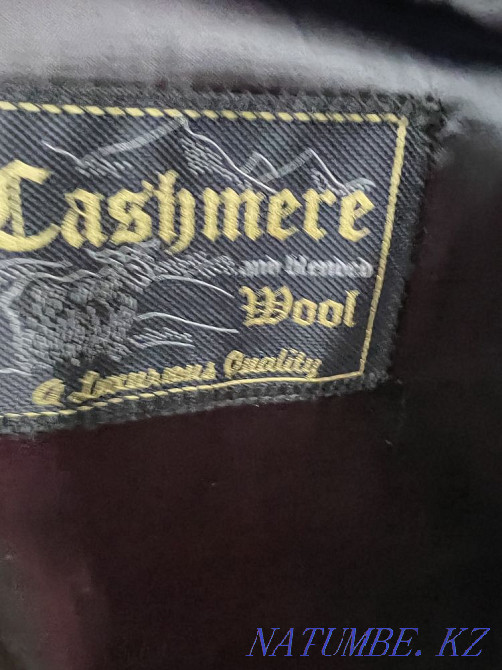 Cashmere
and blended
Wool
A Luxurious Quality
NATUMBE. KZ